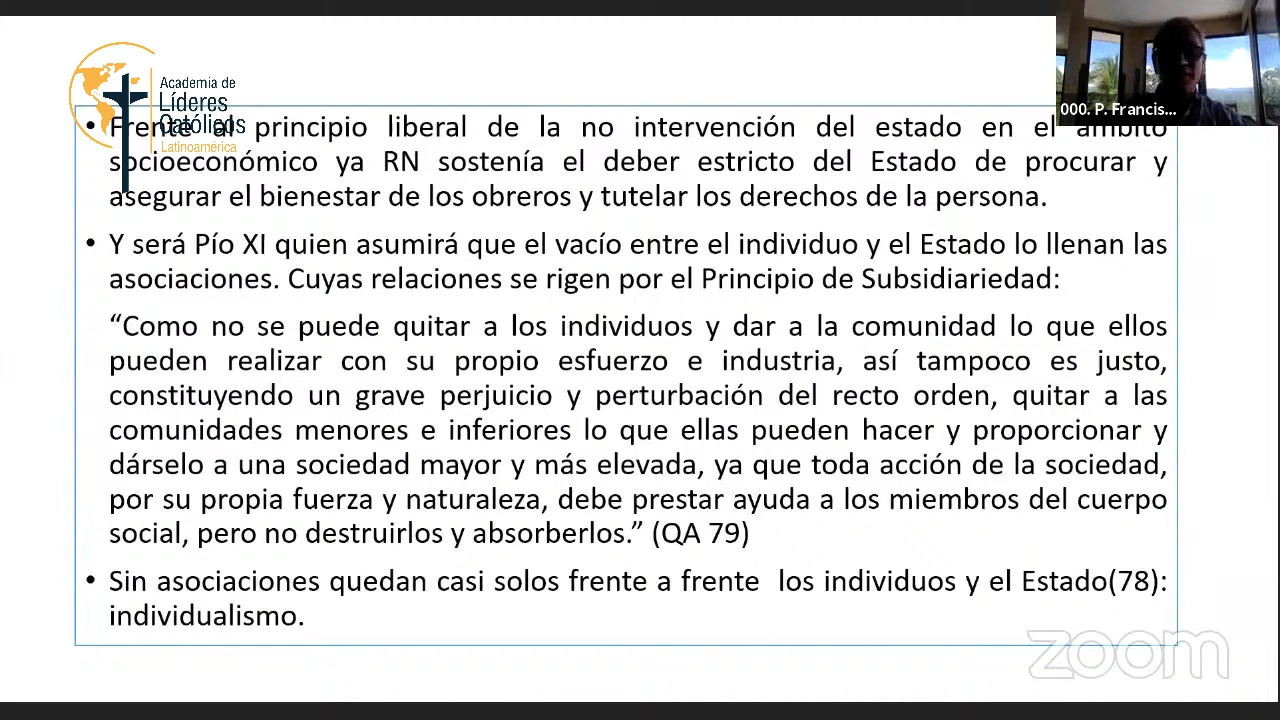 Academia de
Líderes
Católicos
Latinoamérica
000. P. Francis...
• Frente al principio liberal de la no intervención del estado en el ámbito
socioeconómico ya RN sostenía el deber estricto del Estado de procurar y
asegurar el bienestar de los obreros y tutelar los derechos de la persona.
• Y será Pío XI quien asumirá que el vacío entre el individuo y el Estado lo llenan las
asociaciones. Cuyas relaciones se rigen por el Principio de Subsidiariedad:
“Como no se puede quitar a los individuos y dar a la comunidad lo que ellos
pueden realizar con su propio esfuerzo e industria, así tampoco es justo,
constituyendo un grave perjuicio y perturbación del recto orden, quitar a las
comunidades menores e inferiores lo que ellas pueden hacer y proporcionar y
dárselo a una sociedad mayor y más elevada, ya que toda acción de la sociedad,
por su propia fuerza y naturaleza, debe prestar ayuda a los miembros del cuerpo
social, pero no destruirlos y absorberlos.” (QA 79)
• Sin asociaciones quedan casi solos frente a frente  los individuos y el Estado(78):
individualismo.
zoom